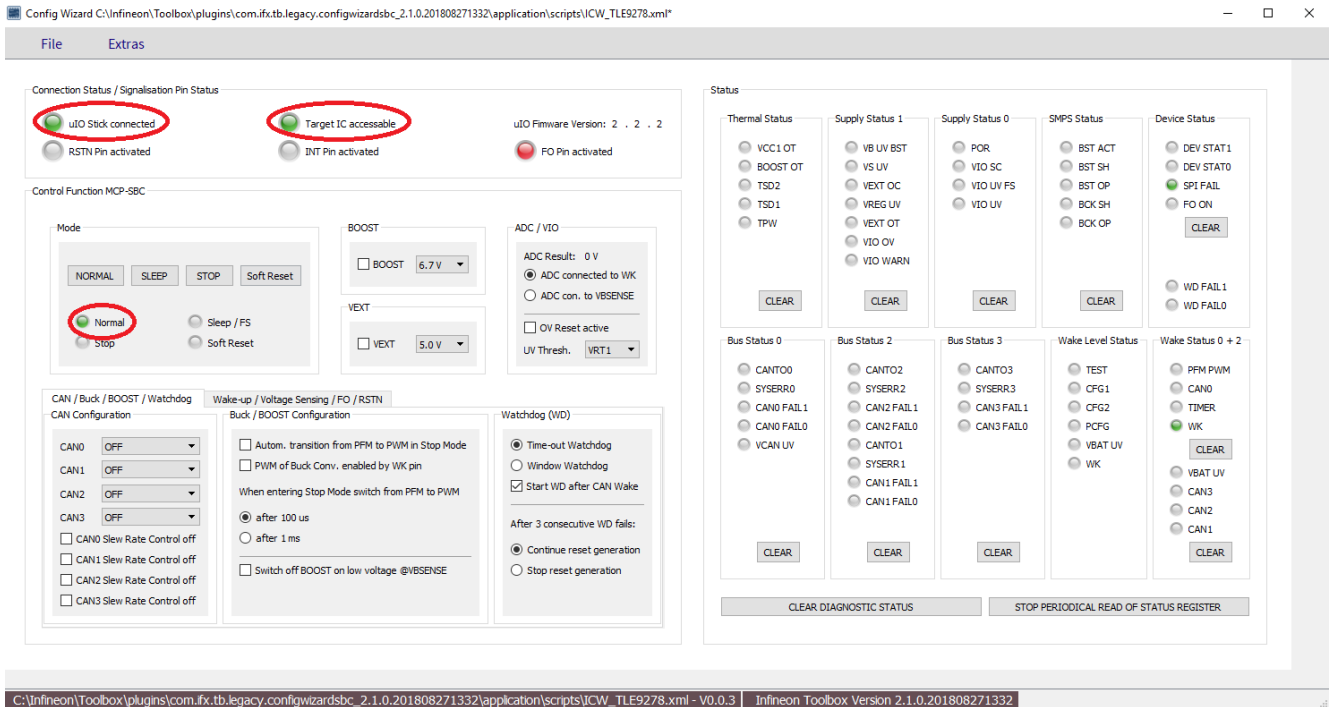 Config Wizard C:\Infineon\Toolbox\plugins\com.ifx.tb.legacy.configwizardsbc_2.1.0.201808271332\application\scripts\ICW_TLE9278.xml*
File Extras
Connection Status / Signalisation Pin Status
uIO Stick connected
Target IC accessable
uIO Fimware Version: 2 . 2 . 2
RSTN Pin activated
INT Pin activated
FO Pin activated
Control Function MCP-SBC
Mode
NORMAL SLEEP STOP Soft Reset
Normal Sleep / FS
Stop Soft Reset
BOOST
BOOST 6.7 V
VEXT
VEXT 5.0 V
ADC / VIO
ADC Result: 0 V
ADC connected to WK
ADC con. to VBSENSE
OV Reset active
UV Thresh. VRT1
CAN / Buck / BOOST / Watchdog Wake-up / Voltage Sensing / FO / RSTN
CAN Configuration
CAN0 OFF
CAN1 OFF
CAN2 OFF
CAN3 OFF
CAN0 Slew Rate Control off
CAN1 Slew Rate Control off
CAN2 Slew Rate Control off
CAN3 Slew Rate Control off
Buck / BOOST Configuration
Autom. transition from PFM to PWM in Stop Mode
PWM of Buck Conv. enabled by WK pin
When entering Stop Mode switch from PFM to PWM
after 100 us
after 1 ms
Switch off BOOST on low voltage @VBSENSE
Watchdog (WD)
Time-out Watchdog
Window Watchdog
Start WD after CAN Wake
After 3 consecutive WD fails:
Continue reset generation
Stop reset generation
Status
Thermal Status
VCC1 OT
BOOST OT
TSD2
TSD1
TPW
CLEAR
Supply Status 1
VB UV BST
VS UV
VEXT OC
VREG UV
VEXT OT
VIO OV
VIO WARN
CLEAR
Supply Status 0
POR
VIO SC
VIO UV FS
VIO UV
CLEAR
SMPS Status
BST ACT
BST SH
BST OP
BCK SH
BCK OP
CLEAR
Device Status
DEV STAT1
DEV STAT0
SPI FAIL
FO ON
CLEAR
WD FAIL1
WD FAIL0
Bus Status 0
CANTO0
SYSERR0
CAN0 FAIL1
CAN0 FAIL0
VCAN UV
CLEAR
Bus Status 2
CANTO2
SYSERR2
CAN2 FAIL1
CAN2 FAIL0
CANTO1
SYSERR1
CAN1 FAIL1
CAN1 FAIL0
CLEAR
Bus Status 3
CANTO3
SYSERR3
CAN3 FAIL1
CAN3 FAIL0
CLEAR
Wake Level Status
TEST
CFG1
CFG2
PCFG
VBAT UV
WK
Wake Status 0 + 2
PFM PWM
CAN0
TIMER
WK
CLEAR
VBAT UV
CAN3
CAN2
CAN1
CLEAR
CLEAR DIAGNOSTIC STATUS
STOP PERIODICAL READ OF STATUS REGISTER
C:\Infineon\Toolbox\plugins\com.ifx.tb.legacy.configwizardsbc_2.1.0.201808271332\application\scripts\ICW_TLE9278.xml - V0.0.3 Infineon Toolbox Version 2.1.0.201808271332